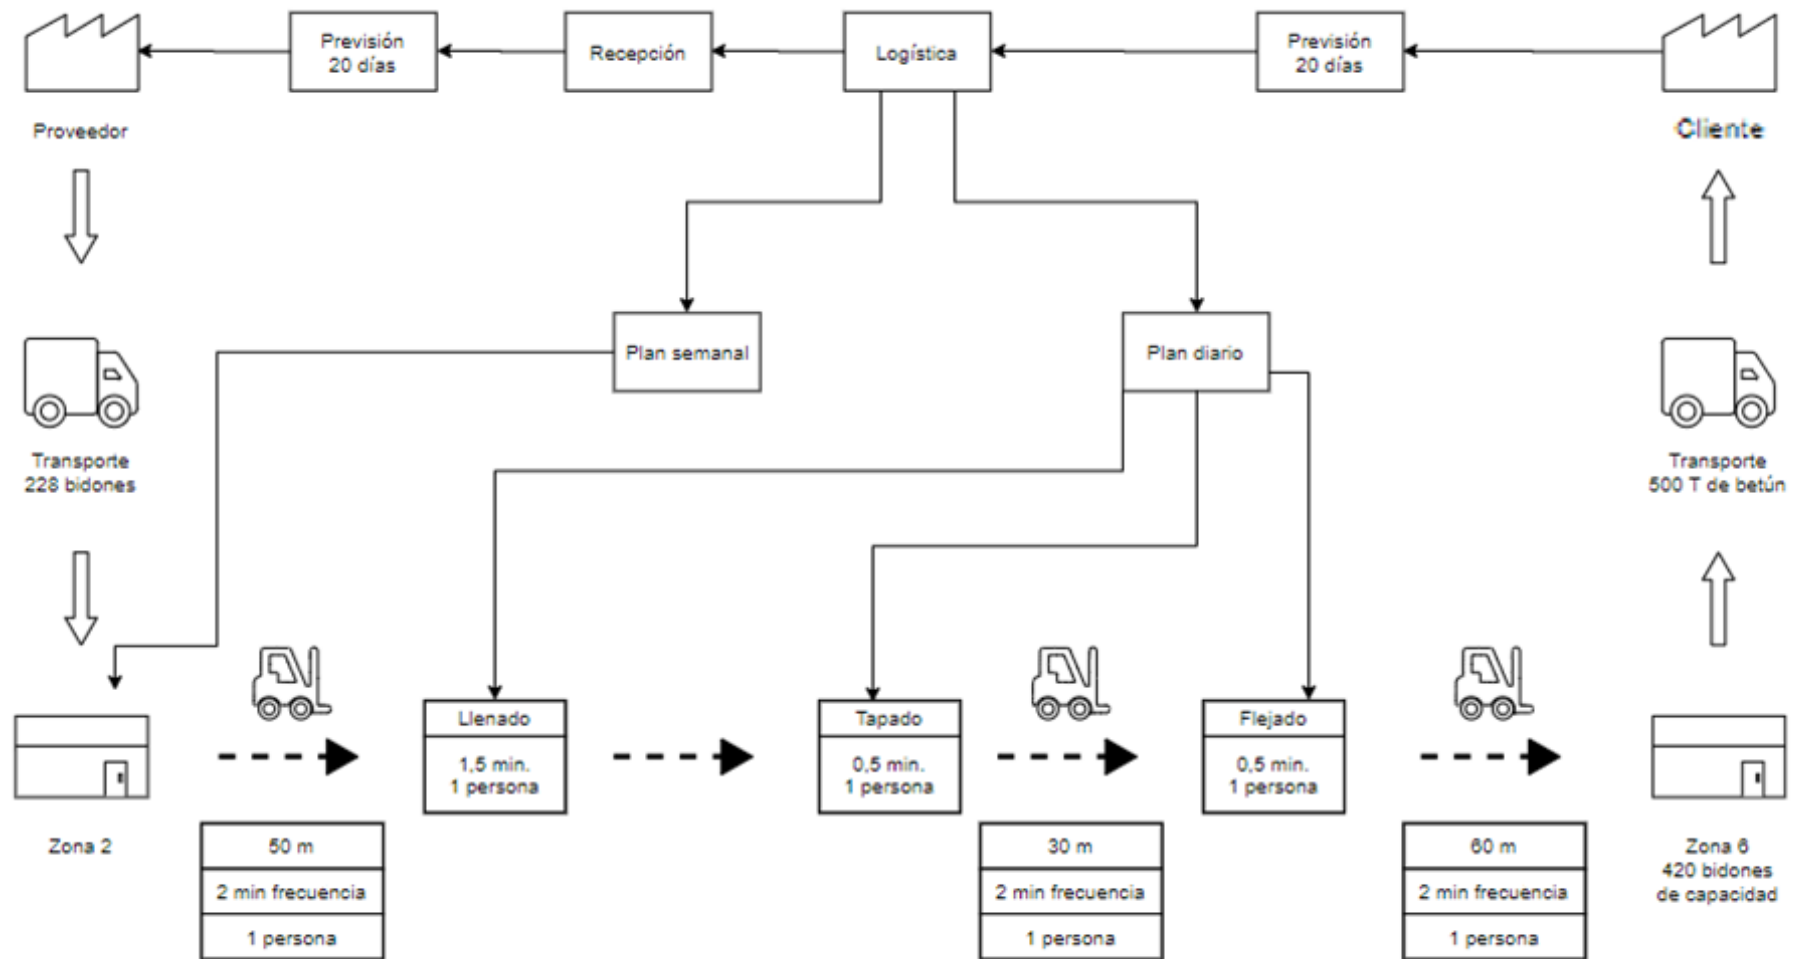 Previsión
20 días
Recepción
Logística
Previsión
20 días
Proveedor
Cliente
Plan semanal
Plan diario
Transporte
228 bidones
Transporte
500 T de betún
Llenado
1,5 min.
1 persona
Tapado
0,5 min.
1 persona
Flejado
0,5 min.
1 persona
Zona 2
50 m
2 min frecuencia
1 persona
30 m
2 min frecuencia
1 persona
60 m
2 min frecuencia
1 persona
Zona 6
420 bidones
de capacidad